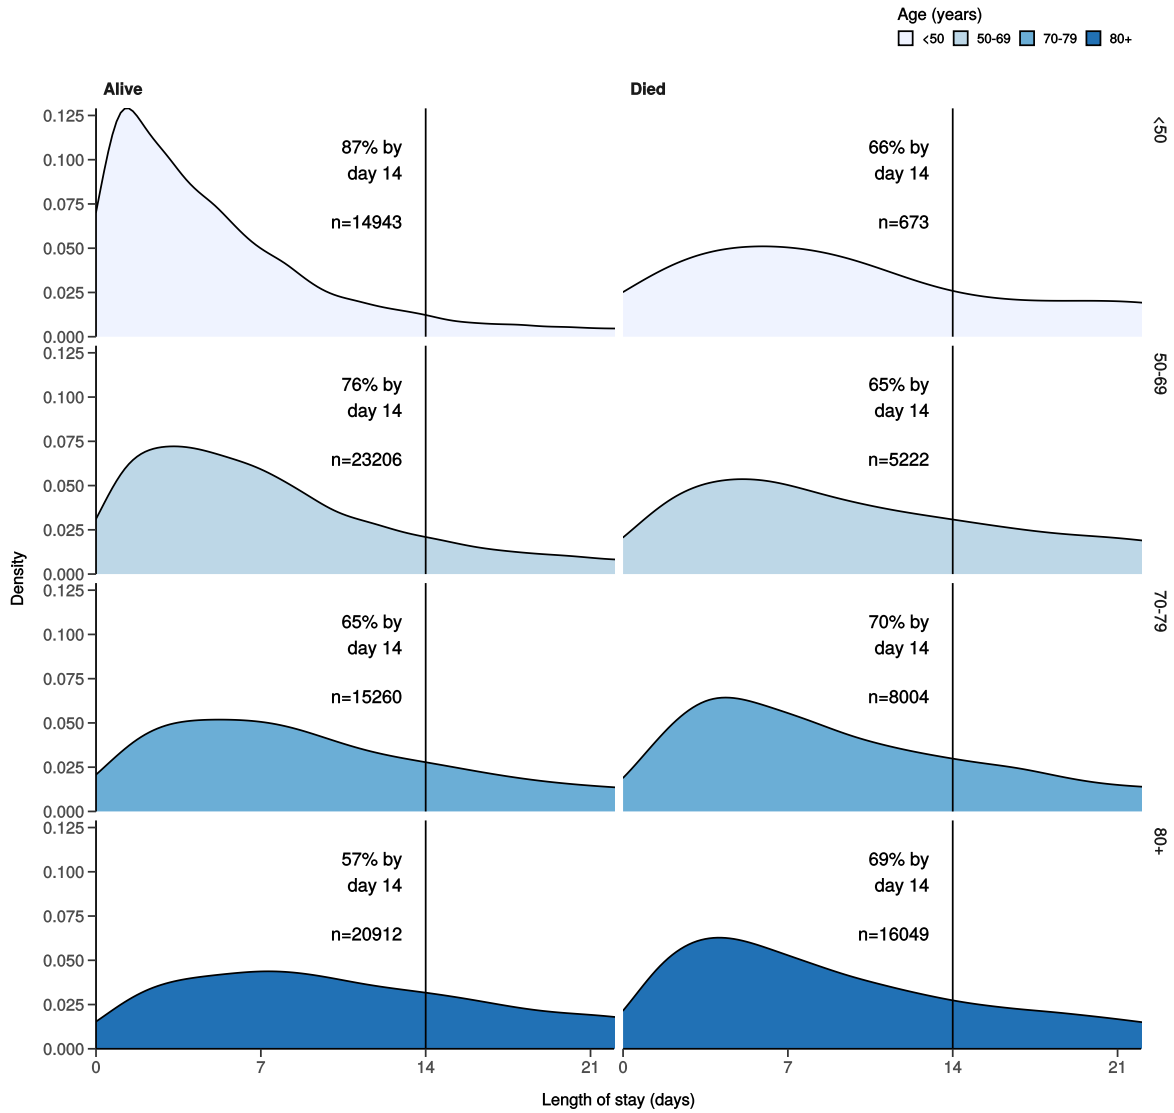 Age (years)
<50 50-69 70-79 80+
Alive Died
0.125
0.100
0.075
0.050
0.025
0.000
87% by
day 14
n=14943
66% by
day 14
n=673
<50
0.125
0.100
0.075
0.050
0.025
0.000
76% by
day 14
n=23206
65% by
day 14
n=5222
50-69
Density
0.125
0.100
0.075
0.050
0.025
0.000
65% by
day 14
n=15260
70% by
day 14
n=8004
70-79
0.125
0.100
0.075
0.050
0.025
0.000
57% by
day 14
n=20912
69% by
day 14
n=16049
80+
0 7 14 21 0 7 14 21
Length of stay (days)